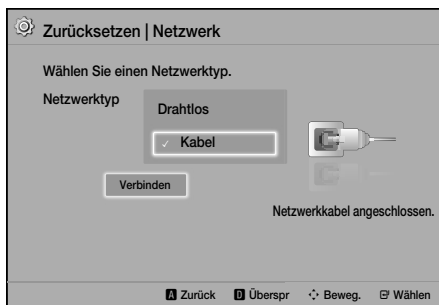 Zurücksetzen | Netzwerk
Wählen Sie einen Netzwerktyp.
Netzwerktyp
Drahtlos
✓ Kabel
Verbinden
Netzwerkkabel angeschlossen.
A Zurück D Überspr Beweg. Wählen